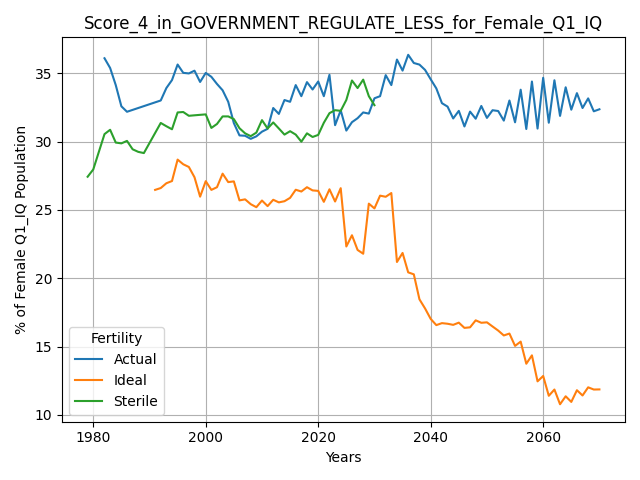 Score_4_in_GOVERNMENT_REGULATE_LESS_for_Female_Q1_IQ
% of Female Q1_IQ Population
35
30
25
20
15
10
Fertility
Actual
Ideal
Sterile
1980
2000
2020
2040
2060
Years